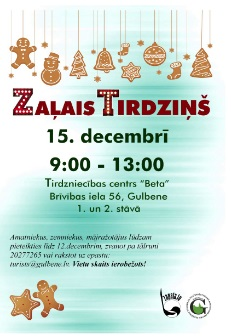 ZAĻAIS TIRDZIŅŠ
15. decembrī
9:00 - 13:00
Tirdzniecības centrs "Beta"
Brīvības iela 56, Gulbene
1. un 2. stāvā
Amatniekus, zemniekus, mājražotājus lūdzam
pieteikties līdz 12.decembrim, zvanot pa tālruni
20277265 vai rakstot uz epastu:
turists@gulbene.lv. Vietu skaits ierobežots!